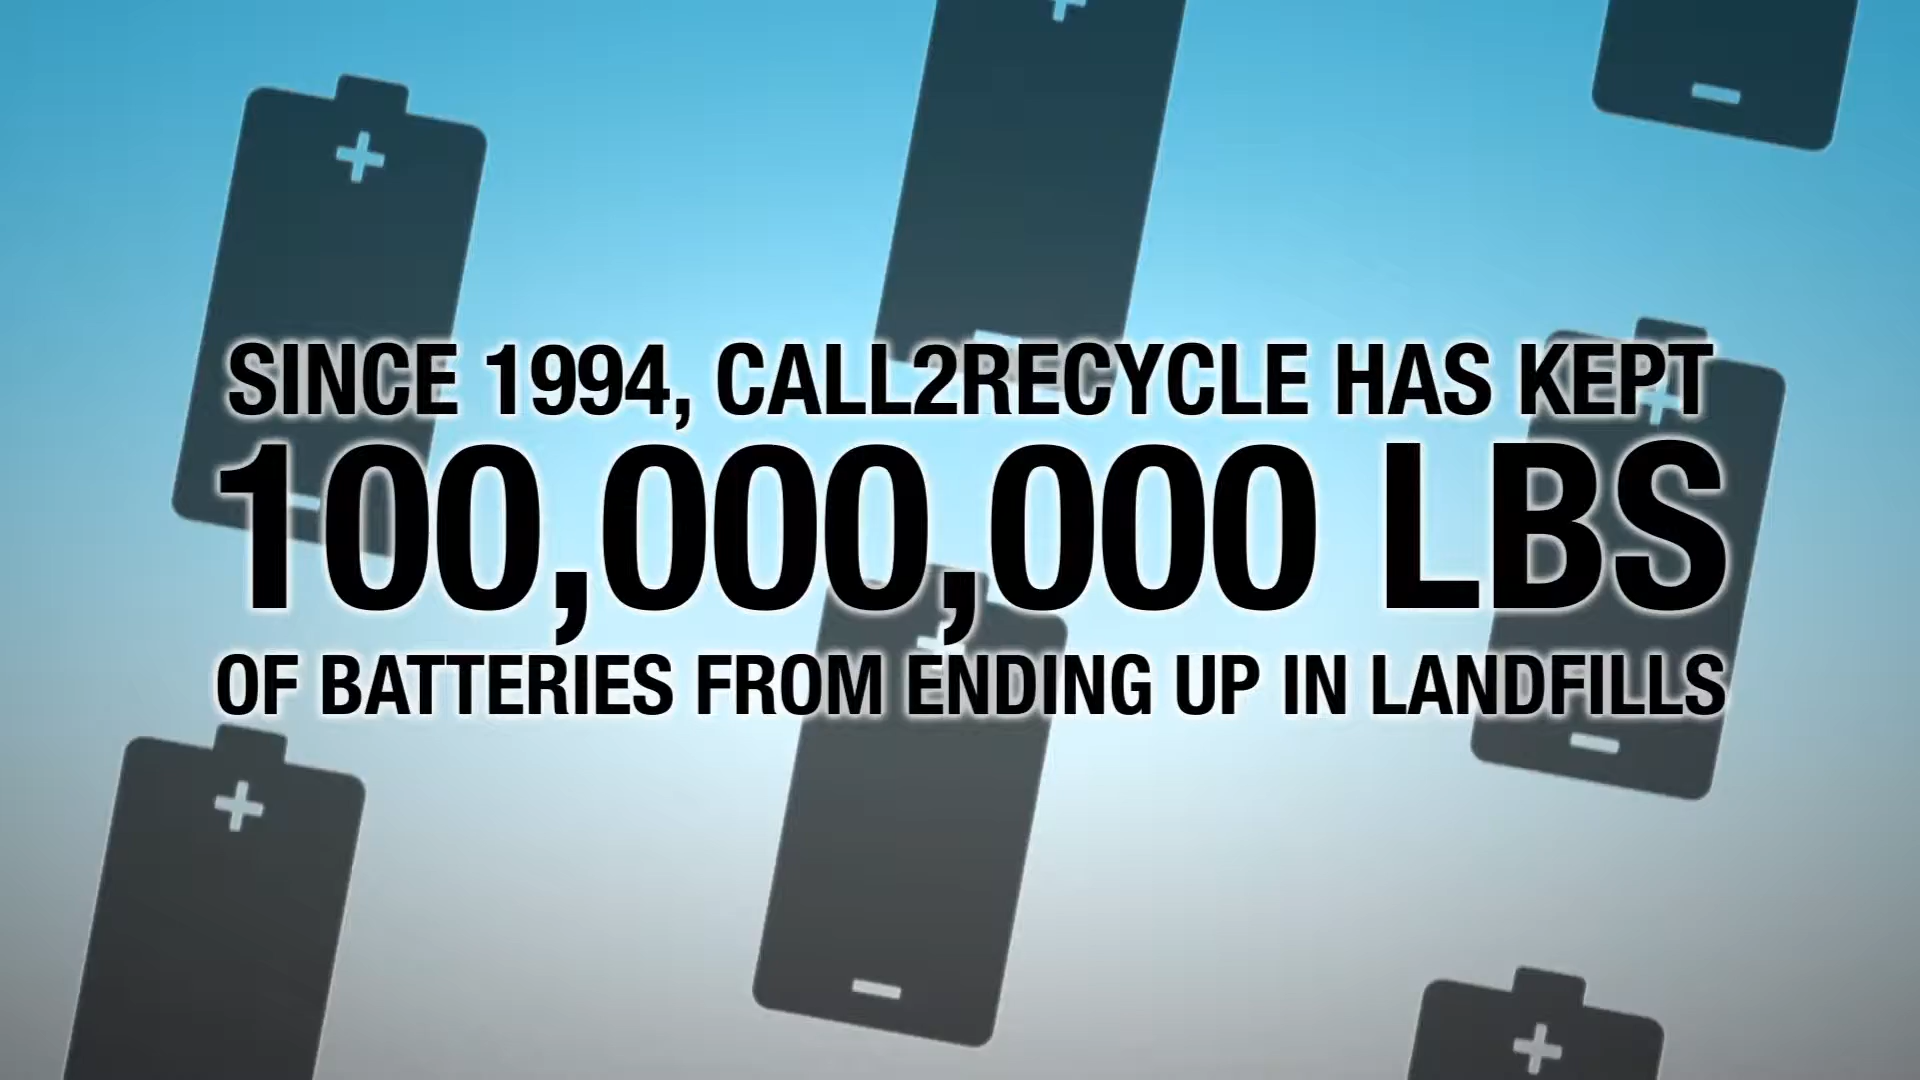 SINCE 1994, CALL2RECYCLE HAS KEPT
100,000,000 LBS
OF BATTERIES FROM ENDING UP IN LANDFILLS